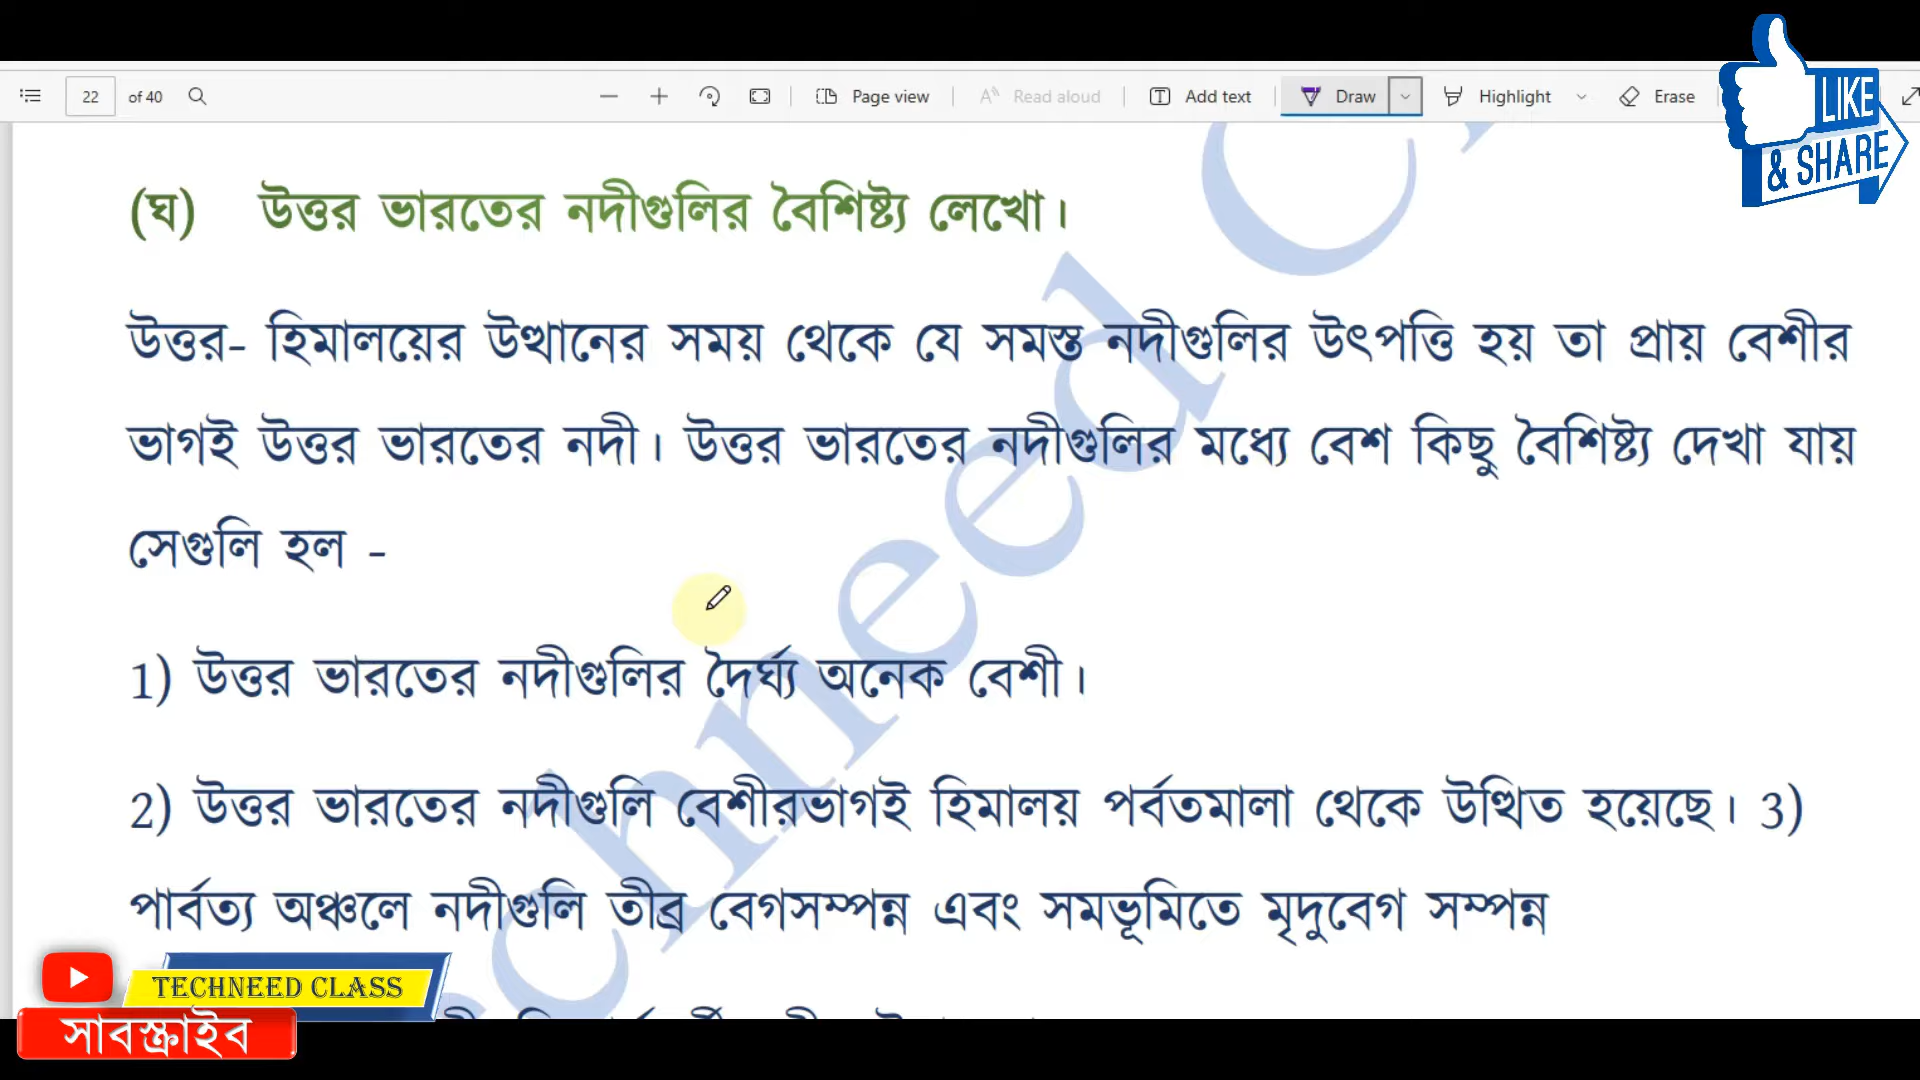 22 of 40 Page view Read aloud Add text Draw Highlight Erase
LIKE
& SHARE
(ঘ) উত্তর ভারতের নদীগুলির বৈশিষ্ট্য লেখো।
উত্তর- হিমালয়ের উত্থানের সময় থেকে যে সমস্ত নদীগুলির উৎপত্তি হয় তা প্রায় বেশীর
ভাগই উত্তর ভারতের নদী। উত্তর ভারতের নদীগুলির মধ্যে বেশ কিছু বৈশিষ্ট্য দেখা যায়
সেগুলি হল -
1) উত্তর ভারতের নদীগুলির দৈর্ঘ্য অনেক বেশী।
2) উত্তর ভারতের নদীগুলি বেশীরভাগই হিমালয় পর্বতমালা থেকে উত্থিত হয়েছে। 3)
পার্বত্য অঞ্চলে নদীগুলি তীব্র বেগসম্পন্ন এবং সমভূমিতে মৃদুবেগ সম্পন্ন
TECHNEED CLASS
সাবস্ক্রাইব